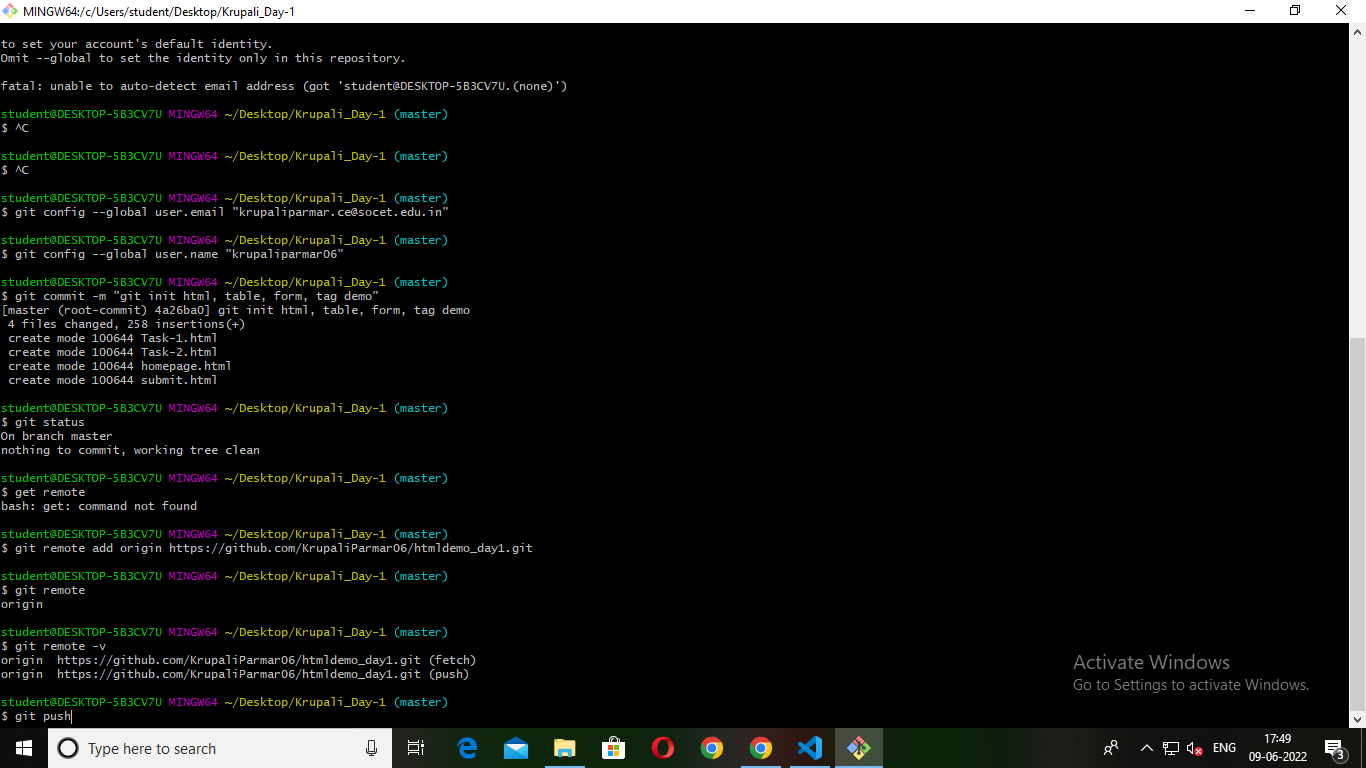 MINGW64:/c/Users/student/Desktop/Krupali_Day-1
to set your account's default identity.
Omit --global to set the identity only in this repository.
fatal: unable to auto-detect email address (got 'student@DESKTOP-5B3CV7U.(none)')
student@DESKTOP-5B3CV7U MINGW64 ~/Desktop/Krupali_Day-1 (master)
$ ^C
student@DESKTOP-5B3CV7U MINGW64 ~/Desktop/Krupali_Day-1 (master)
$ ^C
student@DESKTOP-5B3CV7U MINGW64 ~/Desktop/Krupali_Day-1 (master)
$ git config --global user.email "krupaliparmar.ce@socet.edu.in"
student@DESKTOP-5B3CV7U MINGW64 ~/Desktop/Krupali_Day-1 (master)
$ git config --global user.name "krupaliparmar06"
student@DESKTOP-5B3CV7U MINGW64 ~/Desktop/Krupali_Day-1 (master)
$ git commit -m "git init html, table, form, tag demo"
[master (root-commit) 4a26ba0] git init html, table, form, tag demo
4 files changed, 258 insertions(+)
create mode 100644 Task-1.html
create mode 100644 Task-2.html
create mode 100644 homepage.html
create mode 100644 submit.html
student@DESKTOP-5B3CV7U MINGW64 ~/Desktop/Krupali_Day-1 (master)
$ git status
On branch master
nothing to commit, working tree clean
student@DESKTOP-5B3CV7U MINGW64 ~/Desktop/Krupali_Day-1 (master)
$ get remote
bash: get: command not found
student@DESKTOP-5B3CV7U MINGW64 ~/Desktop/Krupali_Day-1 (master)
$ git remote add origin https://github.com/KrupaliParmar06/htmldemo_day1.git
student@DESKTOP-5B3CV7U MINGW64 ~/Desktop/Krupali_Day-1 (master)
$ git remote
origin
student@DESKTOP-5B3CV7U MINGW64 ~/Desktop/Krupali_Day-1 (master)
$ git remote -v
origin  https://github.com/KrupaliParmar06/htmldemo_day1.git (fetch)
origin  https://github.com/KrupaliParmar06/htmldemo_day1.git (push)
student@DESKTOP-5B3CV7U MINGW64 ~/Desktop/Krupali_Day-1 (master)
$ git push
Activate Windows
Go to Settings to activate Windows.
Type here to search
ENG
17:49
09-06-2022
3